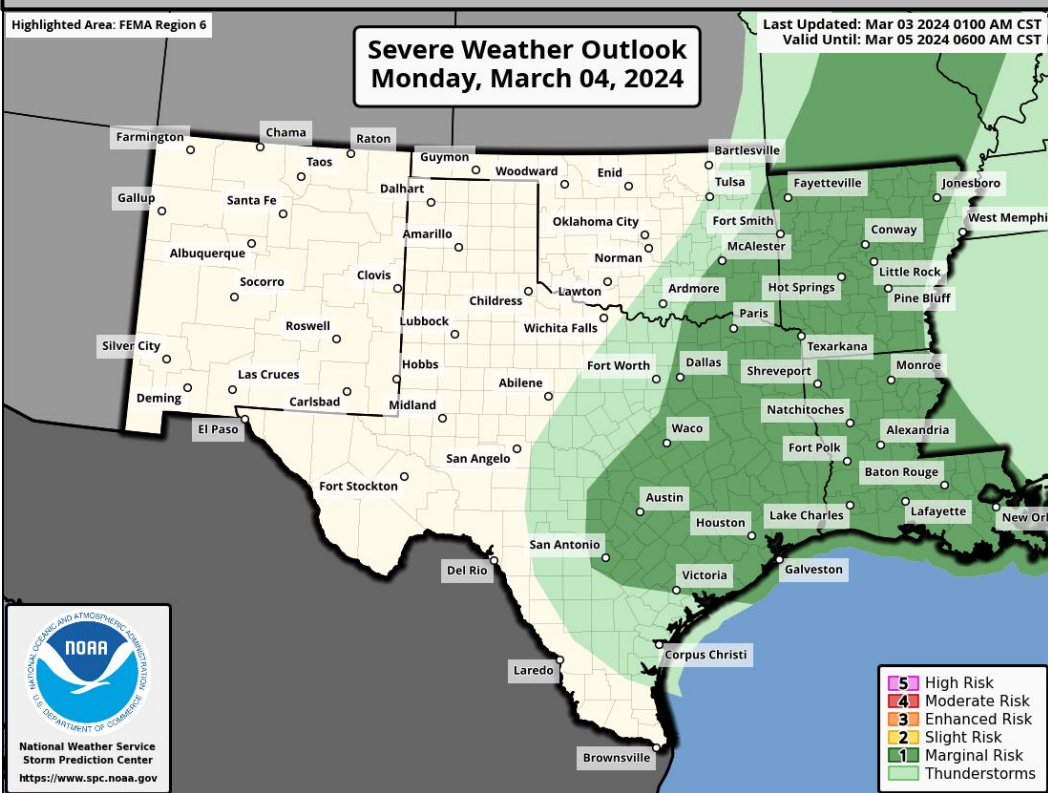 Highlighted Area: FEMA Region 6
Last Updated: Mar 03 2024 0100 AM CST
Valid Until: Mar 05 2024 0600 AM CST
Severe Weather Outlook
Monday, March 04, 2024
Farmington
Chama
Raton
Taos
Guymon
Woodward
Enid
Bartlesville
Tulsa
Fayetteville
Jonesboro
Gallup
Santa Fe
Dalhart
Oklahoma City
Fort Smith
West Memphi
Albuquerque
Amarillo
Norman
McAlester
Conway
Socorro
Clovis
Childress
Lawton
Ardmore
Hot Springs
Little Rock
Pine Bluff
Roswell
Lubbock
Wichita Falls
Paris
Texarkana
Silver City
Las Cruces
Hobbs
Fort Worth
Dallas
Shreveport
Monroe
Deming
Carlsbad
Midland
Abilene
Natchitoches
El Paso
San Angelo
Waco
Fort Polk
Alexandria
Fort Stockton
Austin
Baton Rouge
Houston
Lake Charles
Lafayette
New Orl
Del Rio
San Antonio
Victoria
Galveston
Laredo
Corpus Christi
Brownsville
NATIONAL OCEANIC AND ATMOSPHERIC ADMINISTRATION
NOAA
U.S. DEPARTMENT OF COMMERCE
National Weather Service
Storm Prediction Center
https://www.spc.noaa.gov
5 High Risk
4 Moderate Risk
3 Enhanced Risk
2 Slight Risk
1 Marginal Risk
Thunderstorms